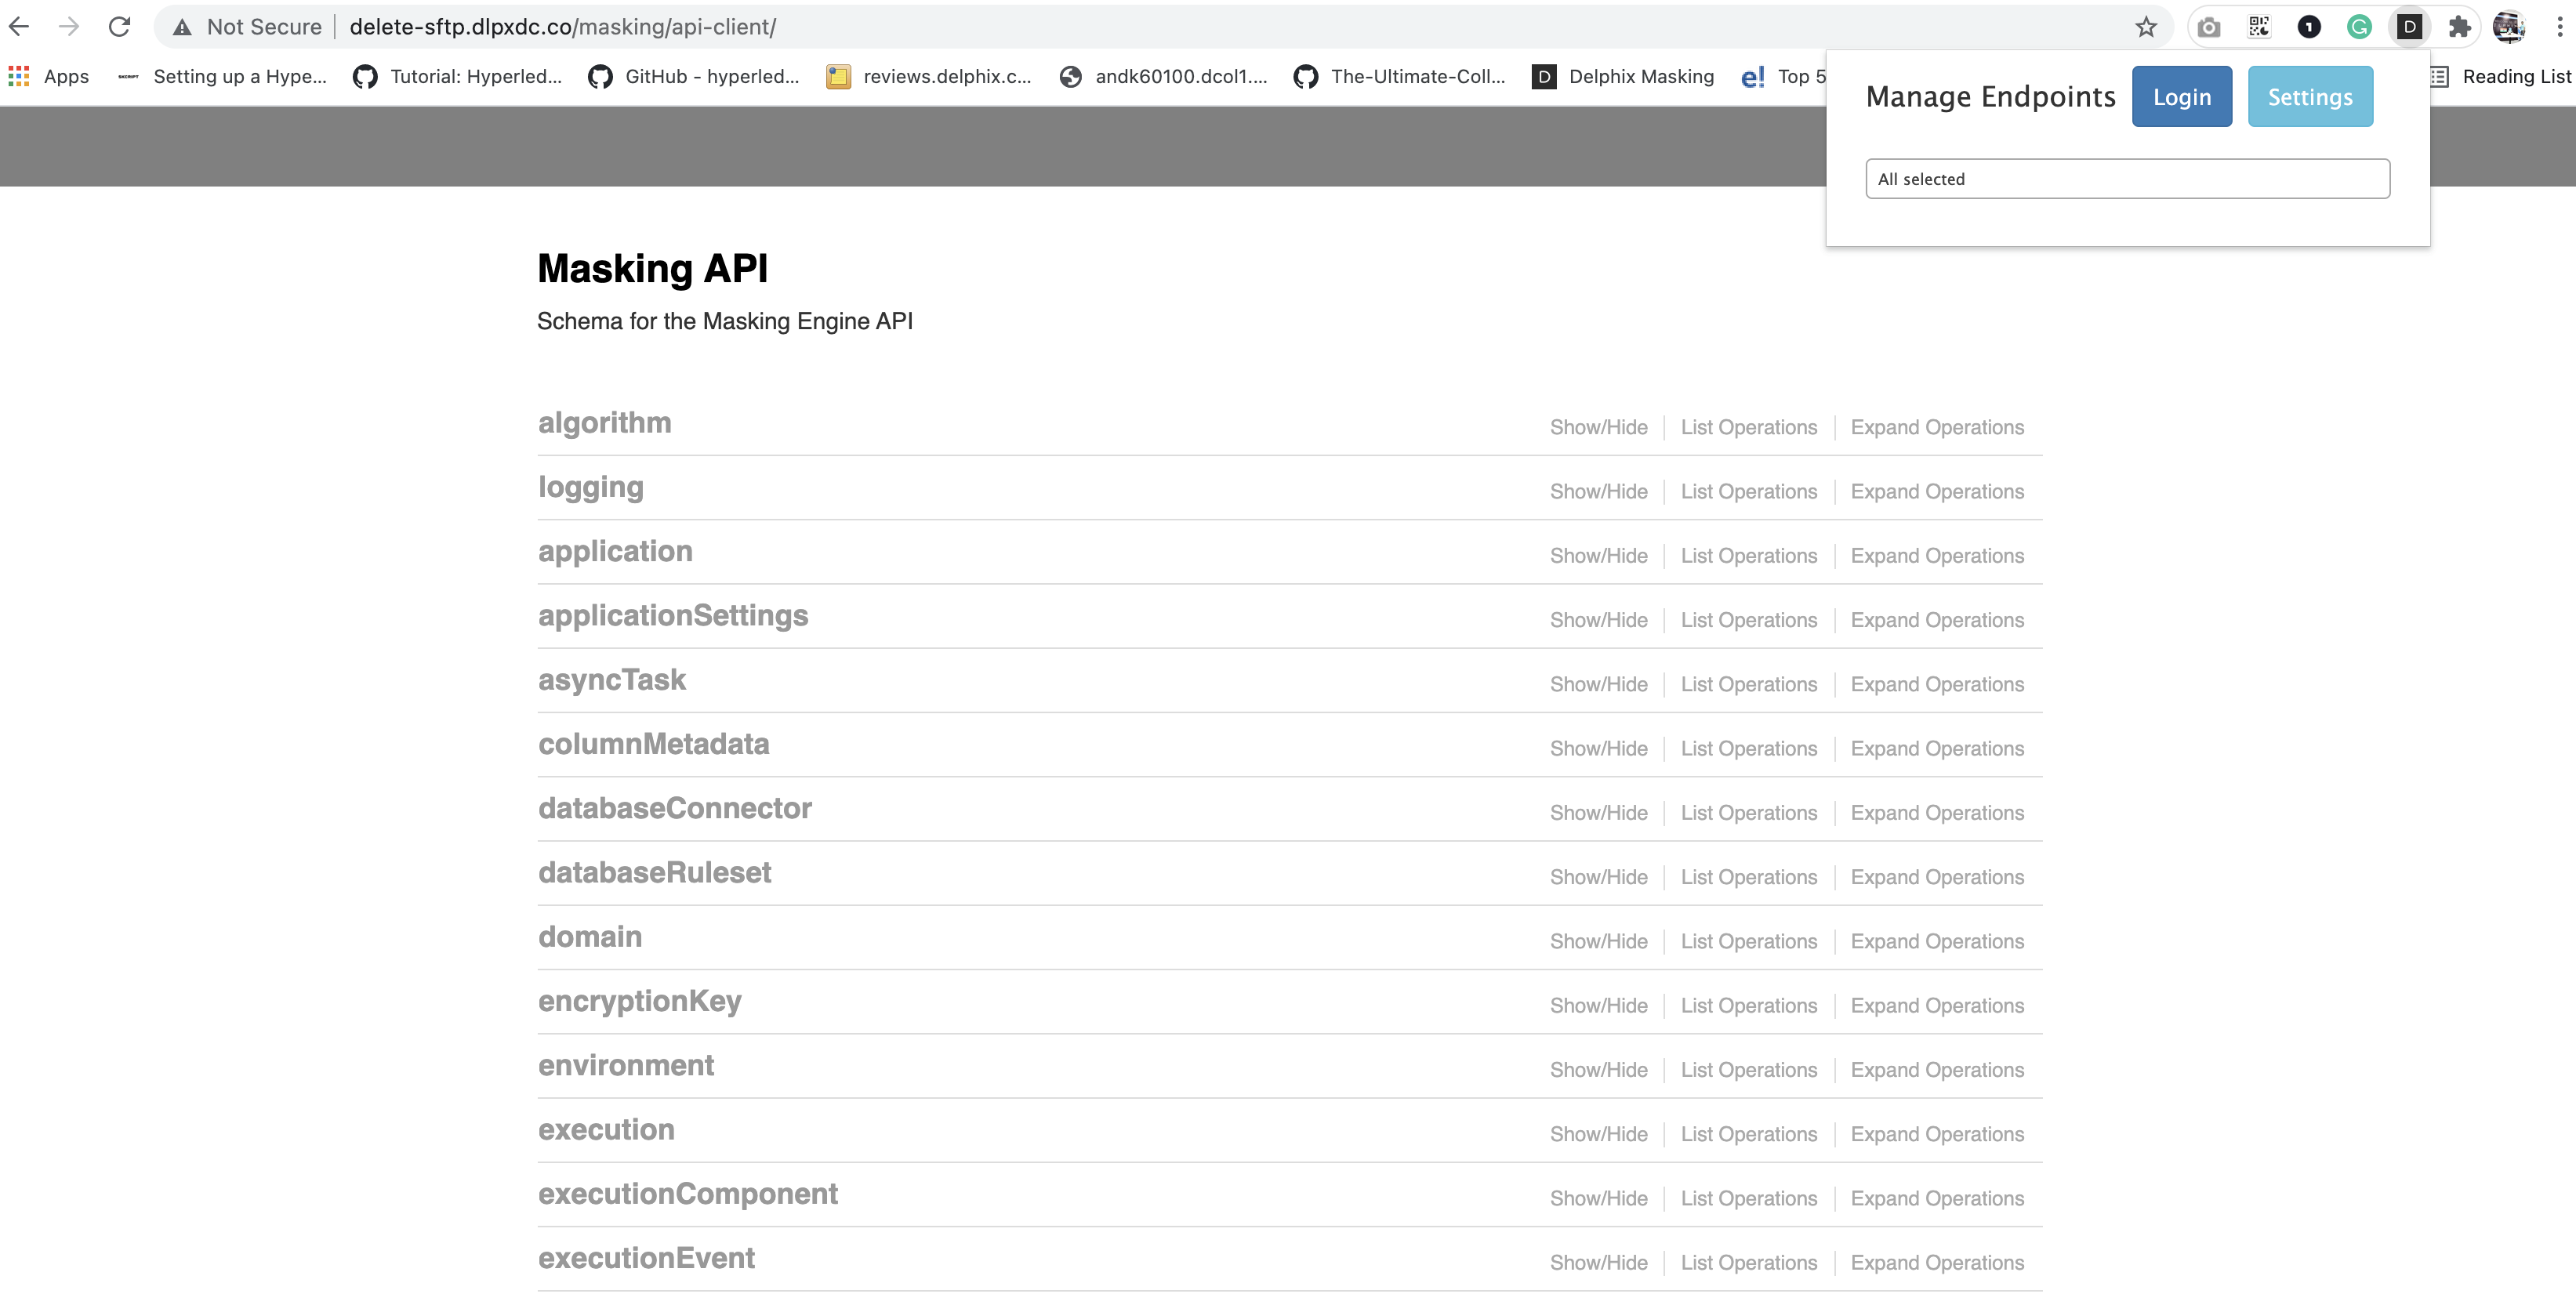 Not Secure | delete-sftp.dlpxdc.co/masking/api-client/
Apps SKCRIPT Setting up a Hype... Tutorial: Hyperled... GitHub - hyperled... reviews.delphix.c... andk60100.dcol1.... The-Ultimate-Coll... D Delphix Masking e! Top 5 Reading List
Manage Endpoints Login Settings
All selected
Masking API
Schema for the Masking Engine API
algorithm Show/Hide List Operations Expand Operations
logging Show/Hide List Operations Expand Operations
application Show/Hide List Operations Expand Operations
applicationSettings Show/Hide List Operations Expand Operations
asyncTask Show/Hide List Operations Expand Operations
columnMetadata Show/Hide List Operations Expand Operations
databaseConnector Show/Hide List Operations Expand Operations
databaseRuleset Show/Hide List Operations Expand Operations
domain Show/Hide List Operations Expand Operations
encryptionKey Show/Hide List Operations Expand Operations
environment Show/Hide List Operations Expand Operations
execution Show/Hide List Operations Expand Operations
executionComponent Show/Hide List Operations Expand Operations
executionEvent Show/Hide List Operations Expand Operations